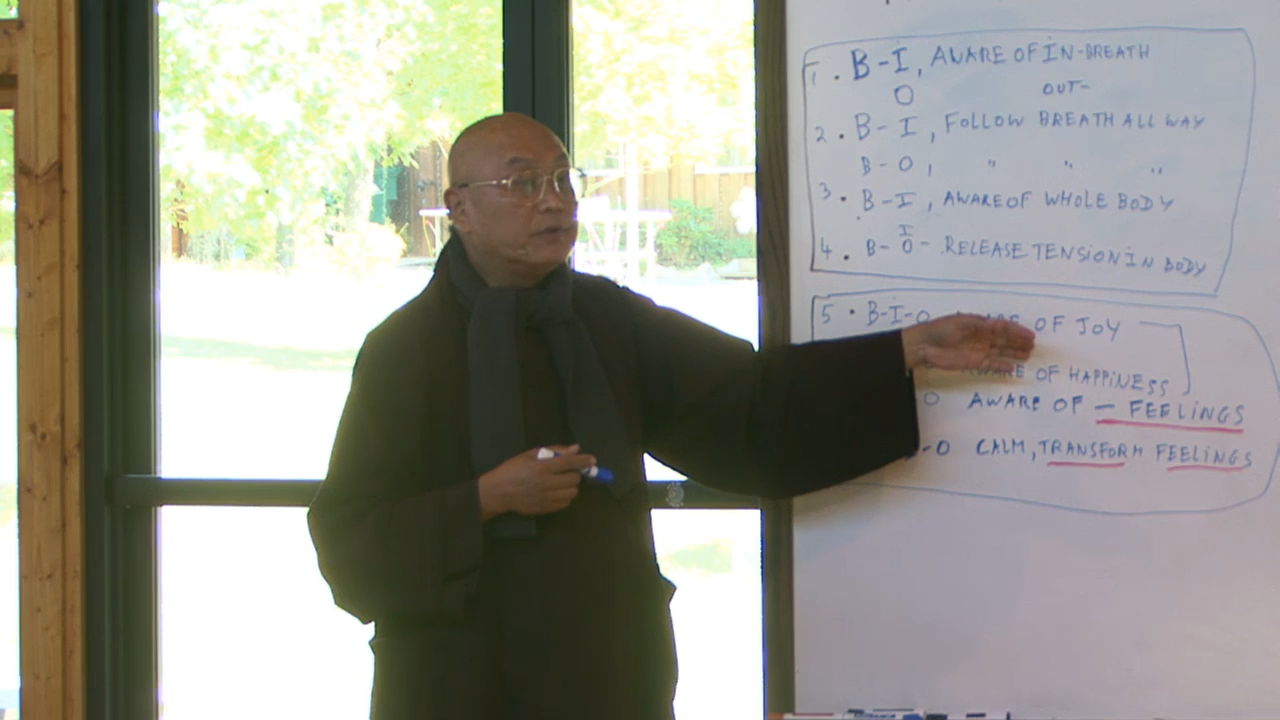 1. B-I, AWARE OF IN-BREATH
O OUT-
2. B-I, FOLLOW BREATH ALL WAY
B-O, " " "
3. B-I, AWARE OF WHOLE BODY
I
4. B-O- RELEASE TENSION IN BODY
5. B-I-O OF JOY
AWARE OF HAPPINESS
O AWARE OF - FEELINGS
-O CALM, TRANSFORM FEELINGS